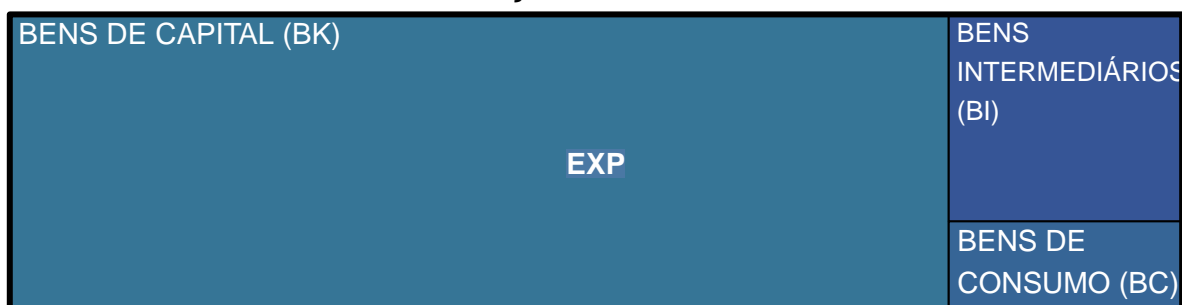 BENS DE CAPITAL (BK)
EXP
BENS
INTERMEDIÁRIOS
(BI)
BENS DE
CONSUMO (BC)